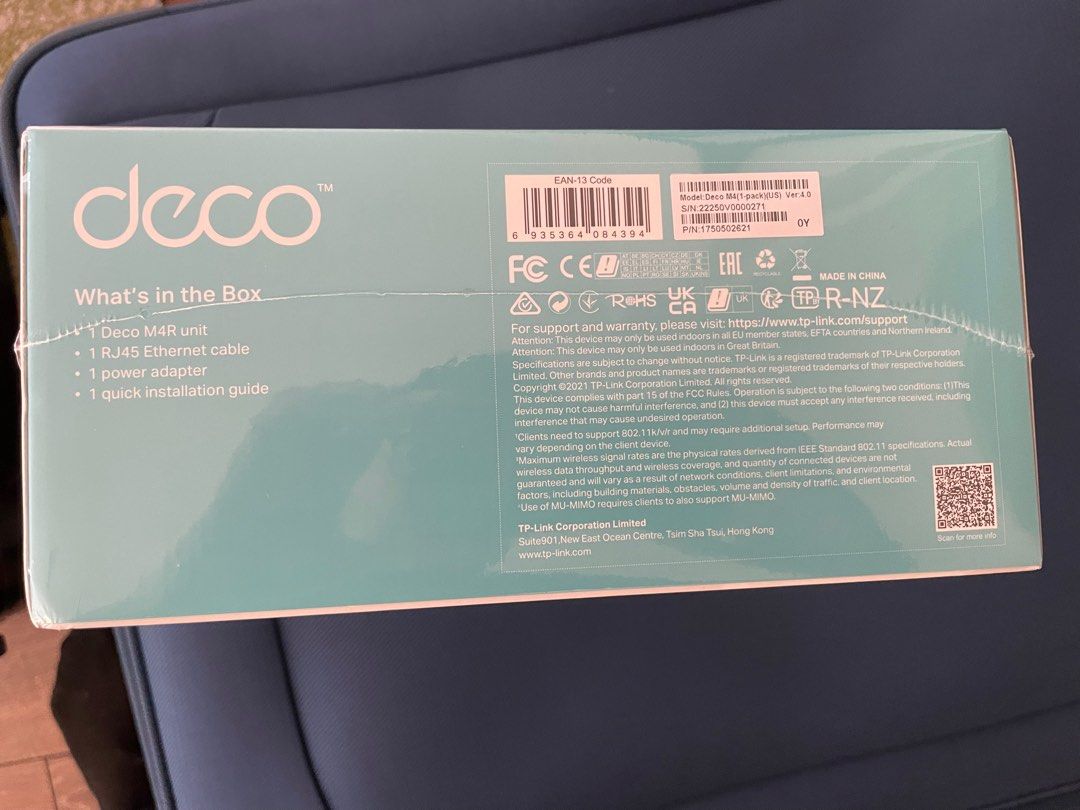 deco™
What's in the Box
• 1 Deco M4R unit
• 1 RJ45 Ethernet cable
• 1 power adapter
• 1 quick installation guide
EAN-13 Code
6 935364 084394
Model:Deco M4(1-pack)(US) Ver:4.0
S/N:22250V0000271
P/N:1750502621
0Y
FC CE EAC
RECYCLABLE
MADE IN CHINA
RoHS UK CA UK TP R-NZ
For support and warranty, please visit: https://www.tp-link.com/support
Attention: This device may only be used indoors in all EU member states, EFTA countries and Northern Ireland.
Attention: This device may only be used indoors in Great Britain.
Specifications are subject to change without notice. TP-Link is a registered trademark of TP-Link Corporation
Limited. Other brands and product names are trademarks or registered trademarks of their respective holders.
Copyright ©2021 TP-Link Corporation Limited. All rights reserved.
This device complies with part 15 of the FCC Rules. Operation is subject to the following two conditions: (1)This
device may not cause harmful interference, and (2) this device must accept any interference received, including
interference that may cause undesired operation.
¹Clients need to support 802.11k/v/r and may require additional setup. Performance may
vary depending on the client device.
Maximum wireless signal rates are the physical rates derived from IEEE Standard 802.11 specifications. Actual
wireless data throughput and wireless coverage, and quantity of connected devices are not
guaranteed and will vary as a result of network conditions, client limitations, and environmental
factors, including building materials, obstacles, volume and density of traffic, and client location.
Use of MU-MIMO requires clients to also support MU-MIMO.
TP-Link Corporation Limited
Suite901,New East Ocean Centre, Tsim Sha Tsui, Hong Kong
www.tp-link.com
Scan for more info